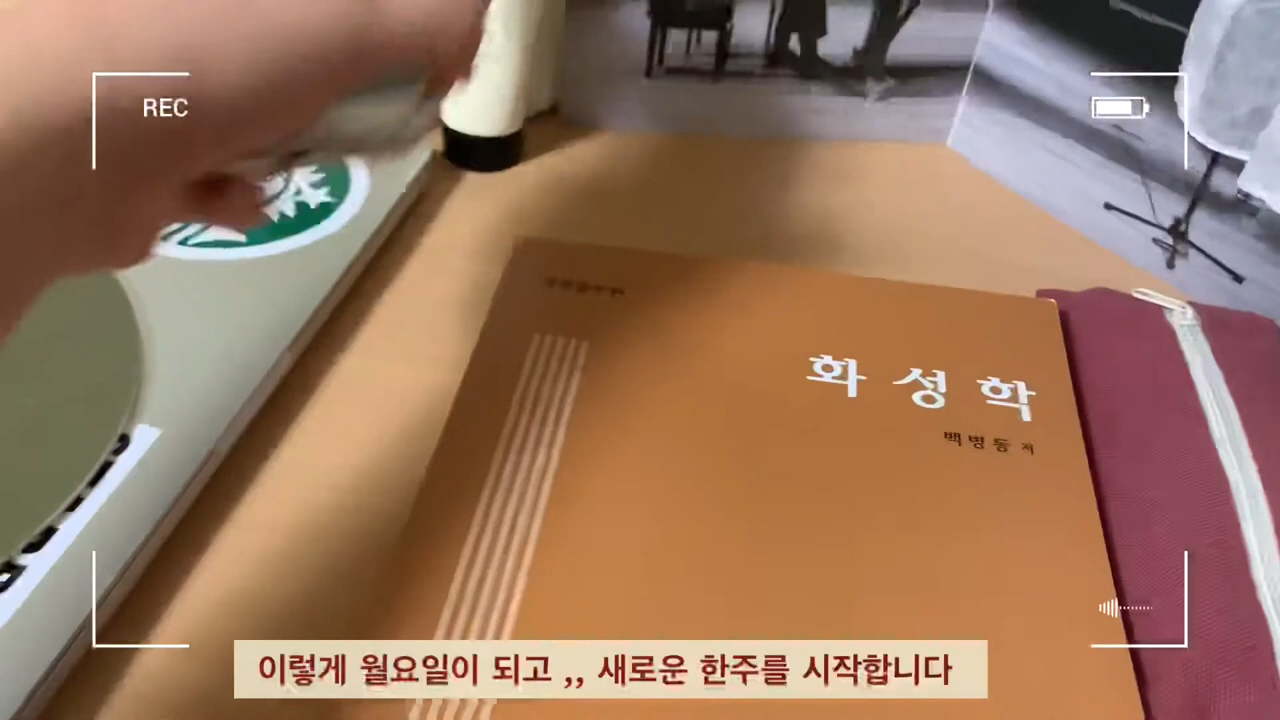 REC
화성학
백병동 저
이렇게 월요일이 되고 ,, 새로운 한주를 시작합니다